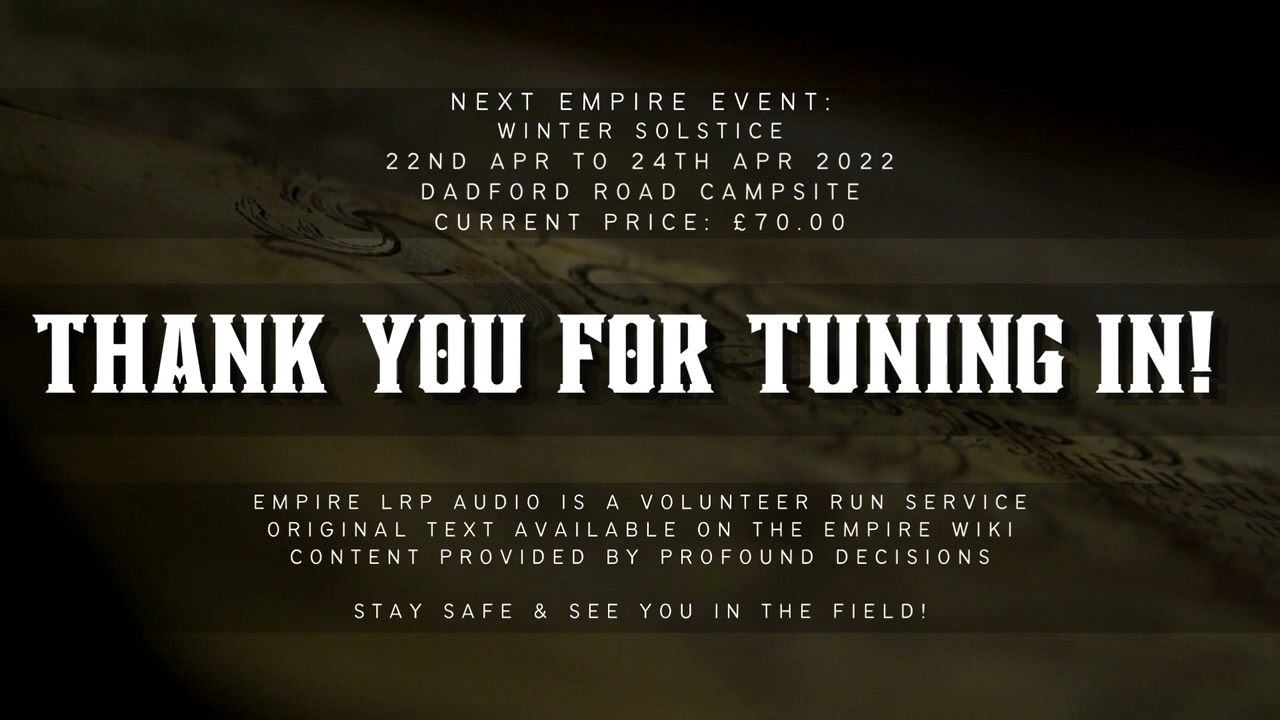 NEXT EMPIRE EVENT:
WINTER SOLSTICE
22ND APR TO 24TH APR 2022
DADFORD ROAD CAMPSITE
CURRENT PRICE: £70.00
THANK YOU FOR TUNING IN!
EMPIRE LRP AUDIO IS A VOLUNTEER RUN SERVICE
ORIGINAL TEXT AVAILABLE ON THE EMPIRE WIKI
CONTENT PROVIDED BY PROFOUND DECISIONS
STAY SAFE & SEE YOU IN THE FIELD!